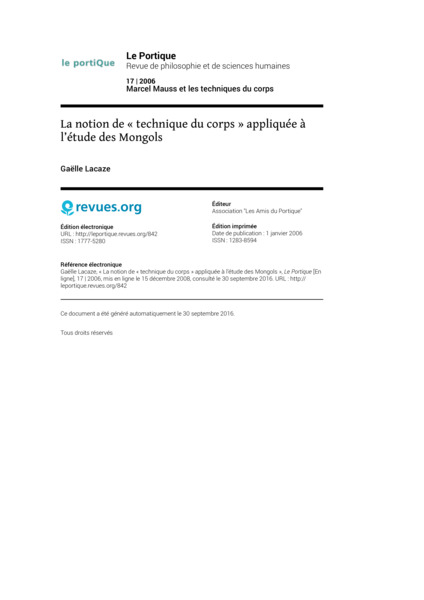 le portiQue
Le Portique
Revue de philosophie et de sciences humaines
17 | 2006
Marcel Mauss et les techniques du corps
La notion de « technique du corps » appliquée à
l'étude des Mongols
Gaëlle Lacaze
revues.org
Édition électronique
URL : http://leportique.revues.org/842
ISSN : 1777-5280
Éditeur
Association "Les Amis du Portique"
Édition imprimée
Date de publication : 1 janvier 2006
ISSN : 1283-8594
Référence électronique
Gaëlle Lacaze, « La notion de « technique du corps » appliquée à l'étude des Mongols », Le Portique [En
ligne], 17 | 2006, mis en ligne le 15 décembre 2008, consulté le 30 septembre 2016. URL : http://
leportique.revues.org/842
Ce document a été généré automatiquement le 30 septembre 2016.
Tous droits réservés